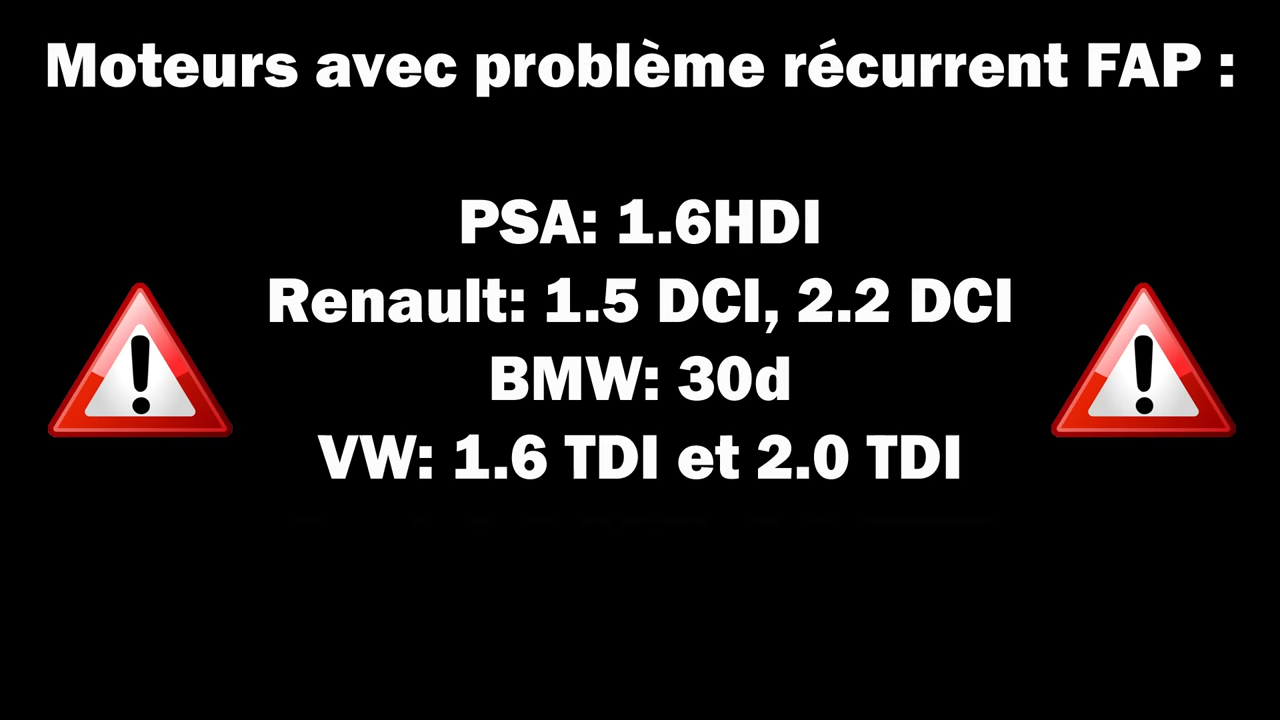 Moteurs avec problème récurrent FAP :
PSA: 1.6HDI
Renault: 1.5 DCI, 2.2 DCI
BMW: 30d
VW: 1.6 TDI et 2.0 TDI